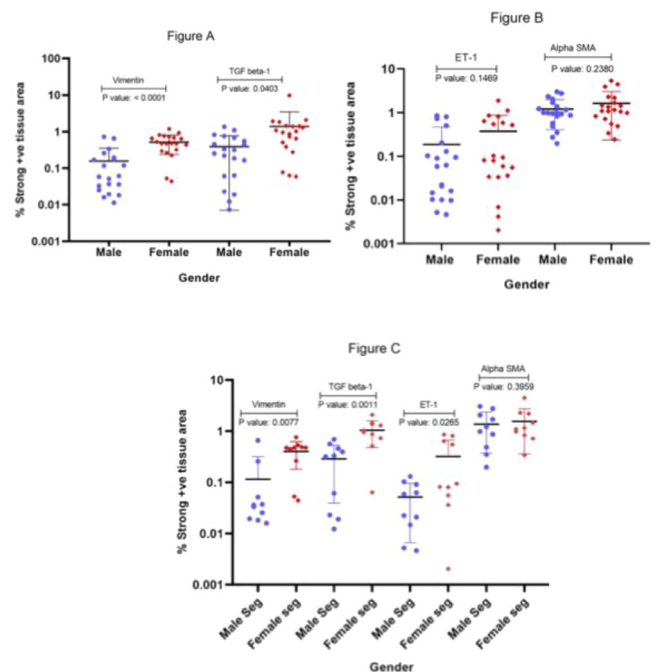 Figure A
Vimentin
P value: < 0.0001
TGF beta-1
P value: 0.0403
% Strong +ve tissue area
100
10
1
0.1
0.01
0.001
Male Female Male Female
Gender
Figure B
ET-1
P value: 0.1469
Alpha SMA
P value: 0.2380
% Strong +ve tissue area
10
1
0.1
0.01
0.001
Male Female Male Female
Gender
Figure C
Vimentin
P value: 0.0077
TGF beta-1
P value: 0.0011
ET-1
P value: 0.0265
Alpha SMA
P value: 0.3959
% Strong +ve tissue area
10
1
0.1
0.01
0.001
Male Seg
Female seg
Male Seg
Female seg
Male Seg
Female seg
Male Seg
Female seg
Gender